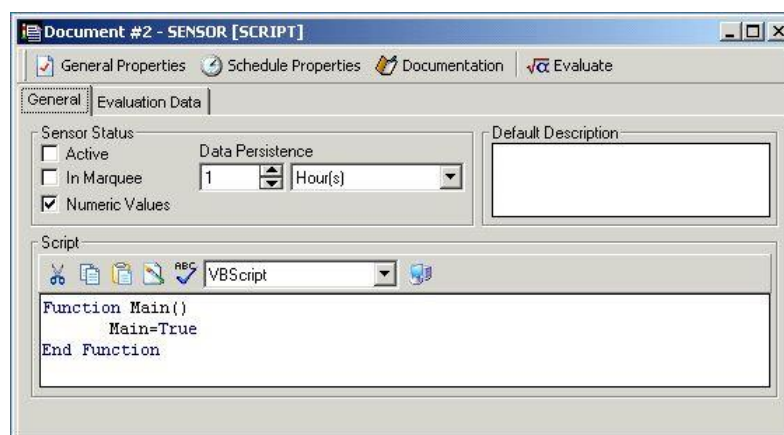 Document #2 - SENSOR [SCRIPT]
General Properties Schedule Properties Documentation √α Evaluate
General Evaluation Data
Sensor Status
Default Description
Active
Data Persistence
In Marquee
1 Hour(s)
Numeric Values
Script
ABC VBScript
Function Main()
Main=True
End Function